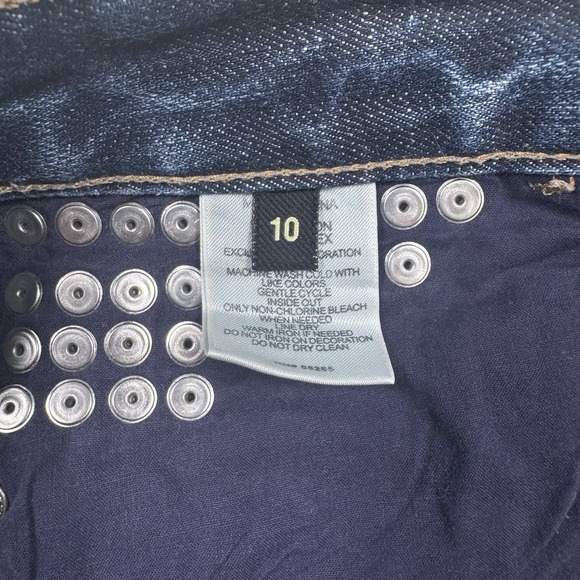 10
MACHINE WASH COLD WITH
LIKE COLORS
GENTLE CYCLE
INSIDE OUT
ONLY NON-CHLORINE BLEACH
WHEN NEEDED
LINE DRY
WARM IRON IF NEEDED
DO NOT IRON ON DECORATION
DO NOT DRY CLEAN